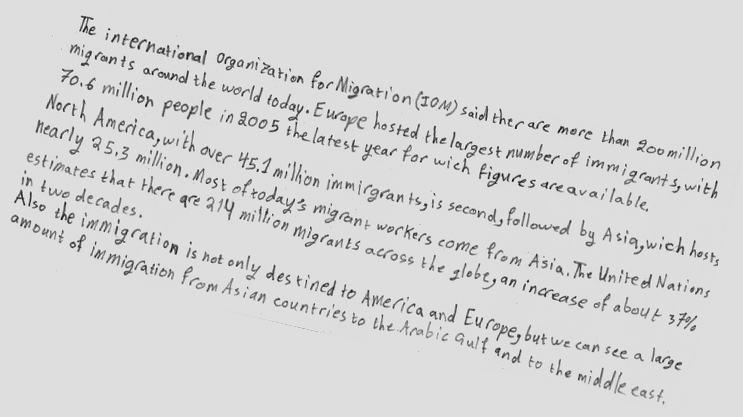 The international Organization for Migration (IOM) said ther are more than 200 million
migrants around the world today. Europe hosted the largest number of immigrants, with
70.6 million people in 2005 the latest year for wich figures are available.
North America, with over 45,1 million immirgrants, is second, followed by Asia, wich hosts
nearly 25,3 million. Most of today's migrant workers come from Asia. The United Nations
estimates that there are 214 million migrants across the globe, an increase of about 37%
in two decades.
Also the immigration is not only destined to America and Europe, but we can see a large
amount of immigration from Asian countries to the Arabic Gulf and to the middle east.